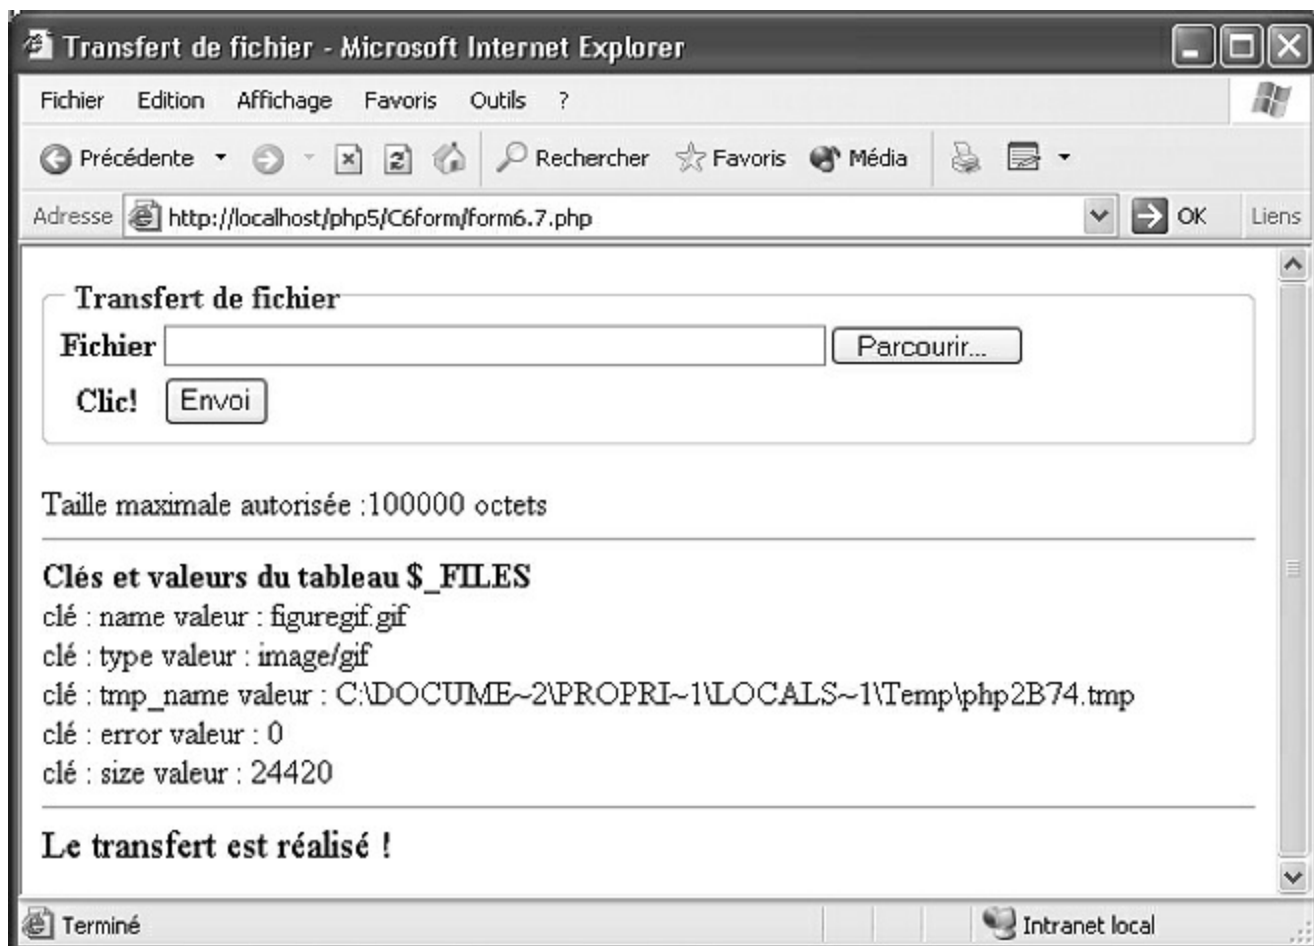 Transfert de fichier - Microsoft Internet Explorer
Fichier Edition Affichage Favoris Outils ?
Précédente Rechercher Favoris Média
Adresse http://localhost/php5/C6form/form6.7.php OK Liens
Transfert de fichier
Fichier Parcourir...
Clic! Envoi
Taille maximale autorisée :100000 octets
Clés et valeurs du tableau $_FILES
clé : name valeur : figuregif.gif
clé : type valeur : image/gif
clé : tmp_name valeur : C:\DOCUME~2\PROPRI~1\LOCALS~1\Temp\php2B74.tmp
clé : error valeur : 0
clé : size valeur : 24420
Le transfert est réalisé !
Terminé Intranet local